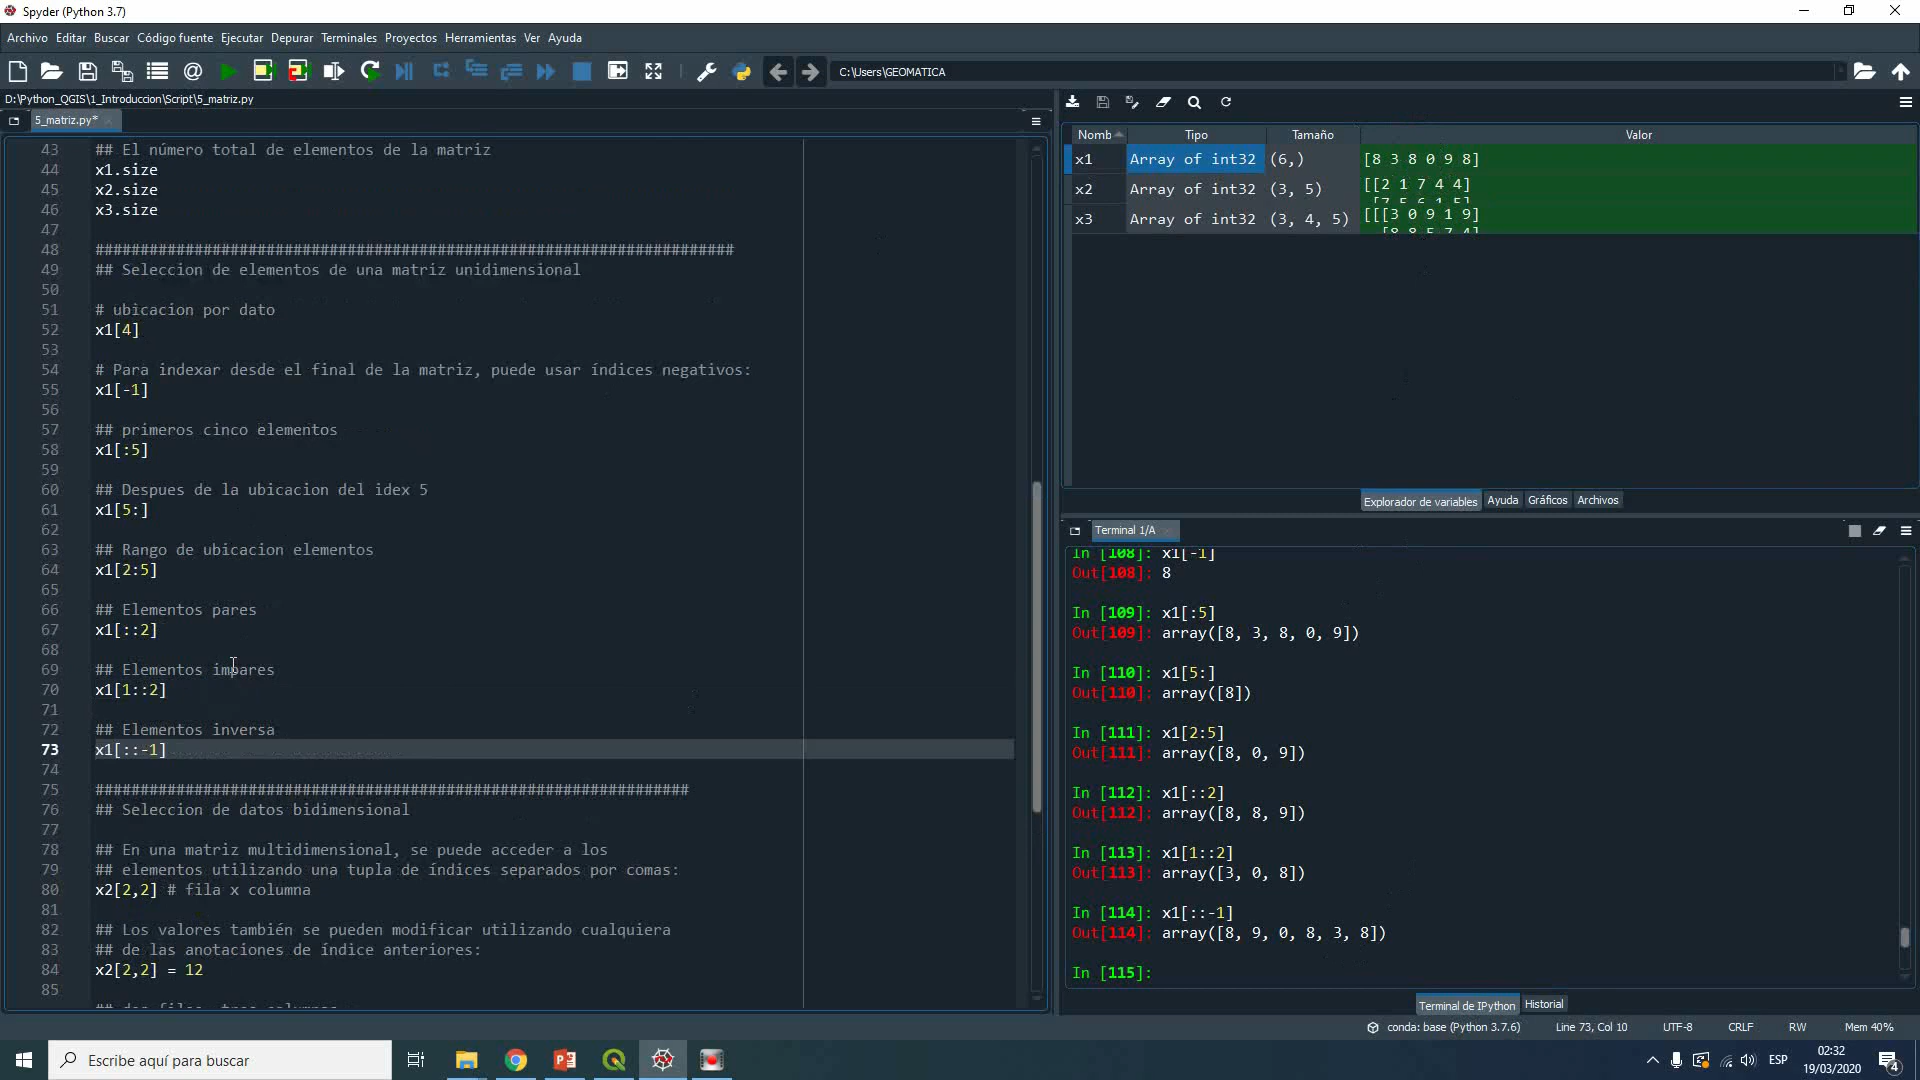 Spyder (Python 3.7)
Archivo Editar Buscar Código fuente Ejecutar Depurar Terminales Proyectos Herramientas Ver Ayuda
C:\Users\GEOMATICA
D:\Python_QGIS\1_Introduccion\Script\5_matriz.py
5_matriz.py*
43 ## El número total de elementos de la matriz
44 x1.size
45 x2.size
46 x3.size
47
48 #######################################################################
49 ## Seleccion de elementos de una matriz unidimensional
50
51 # ubicacion por dato
52 x1[4]
53
54 # Para indexar desde el final de la matriz, puede usar índices negativos:
55 x1[-1]
56
57 ## primeros cinco elementos
58 x1[:5]
59
60 ## Despues de la ubicacion del idex 5
61 x1[5:]
62
63 ## Rango de ubicacion elementos
64 x1[2:5]
65
66 ## Elementos pares
67 x1[::2]
68
69 ## Elementos impares
70 x1[1::2]
71
72 ## Elementos inversa
73 x1[::-1]
74
75 ##################################################################
76 ## Seleccion de datos bidimensional
77
78 ## En una matriz multidimensional, se puede acceder a los
79 ## elementos utilizando una tupla de índices separados por comas:
80 x2[2,2] # fila x columna
81
82 ## Los valores también se pueden modificar utilizando cualquiera
83 ## de las anotaciones de índice anteriores:
84 x2[2,2] = 12
85
Nomb Tipo Tamaño Valor
x1 Array of int32 (6,) [8 3 8 0 9 8]
x2 Array of int32 (3, 5) [[2 1 7 4 4]
[7 5 6 1 5]
x3 Array of int32 (3, 4, 5) [[[3 0 9 1 9]
[8 8 5 7 4]
Explorador de variables Ayuda Gráficos Archivos
Terminal 1/A
In [108]: x1[-1]
Out[108]: 8
In [109]: x1[:5]
Out[109]: array([8, 3, 8, 0, 9])
In [110]: x1[5:]
Out[110]: array([8])
In [111]: x1[2:5]
Out[111]: array([8, 0, 9])
In [112]: x1[::2]
Out[112]: array([8, 8, 9])
In [113]: x1[1::2]
Out[113]: array([3, 0, 8])
In [114]: x1[::-1]
Out[114]: array([8, 9, 0, 8, 3, 8])
In [115]:
Terminal de IPython Historial
conda: base (Python 3.7.6) Line 73, Col 10 UTF-8 CRLF RW Mem 40%
Escribe aquí para buscar
ESP
02:32
19/03/2020
4